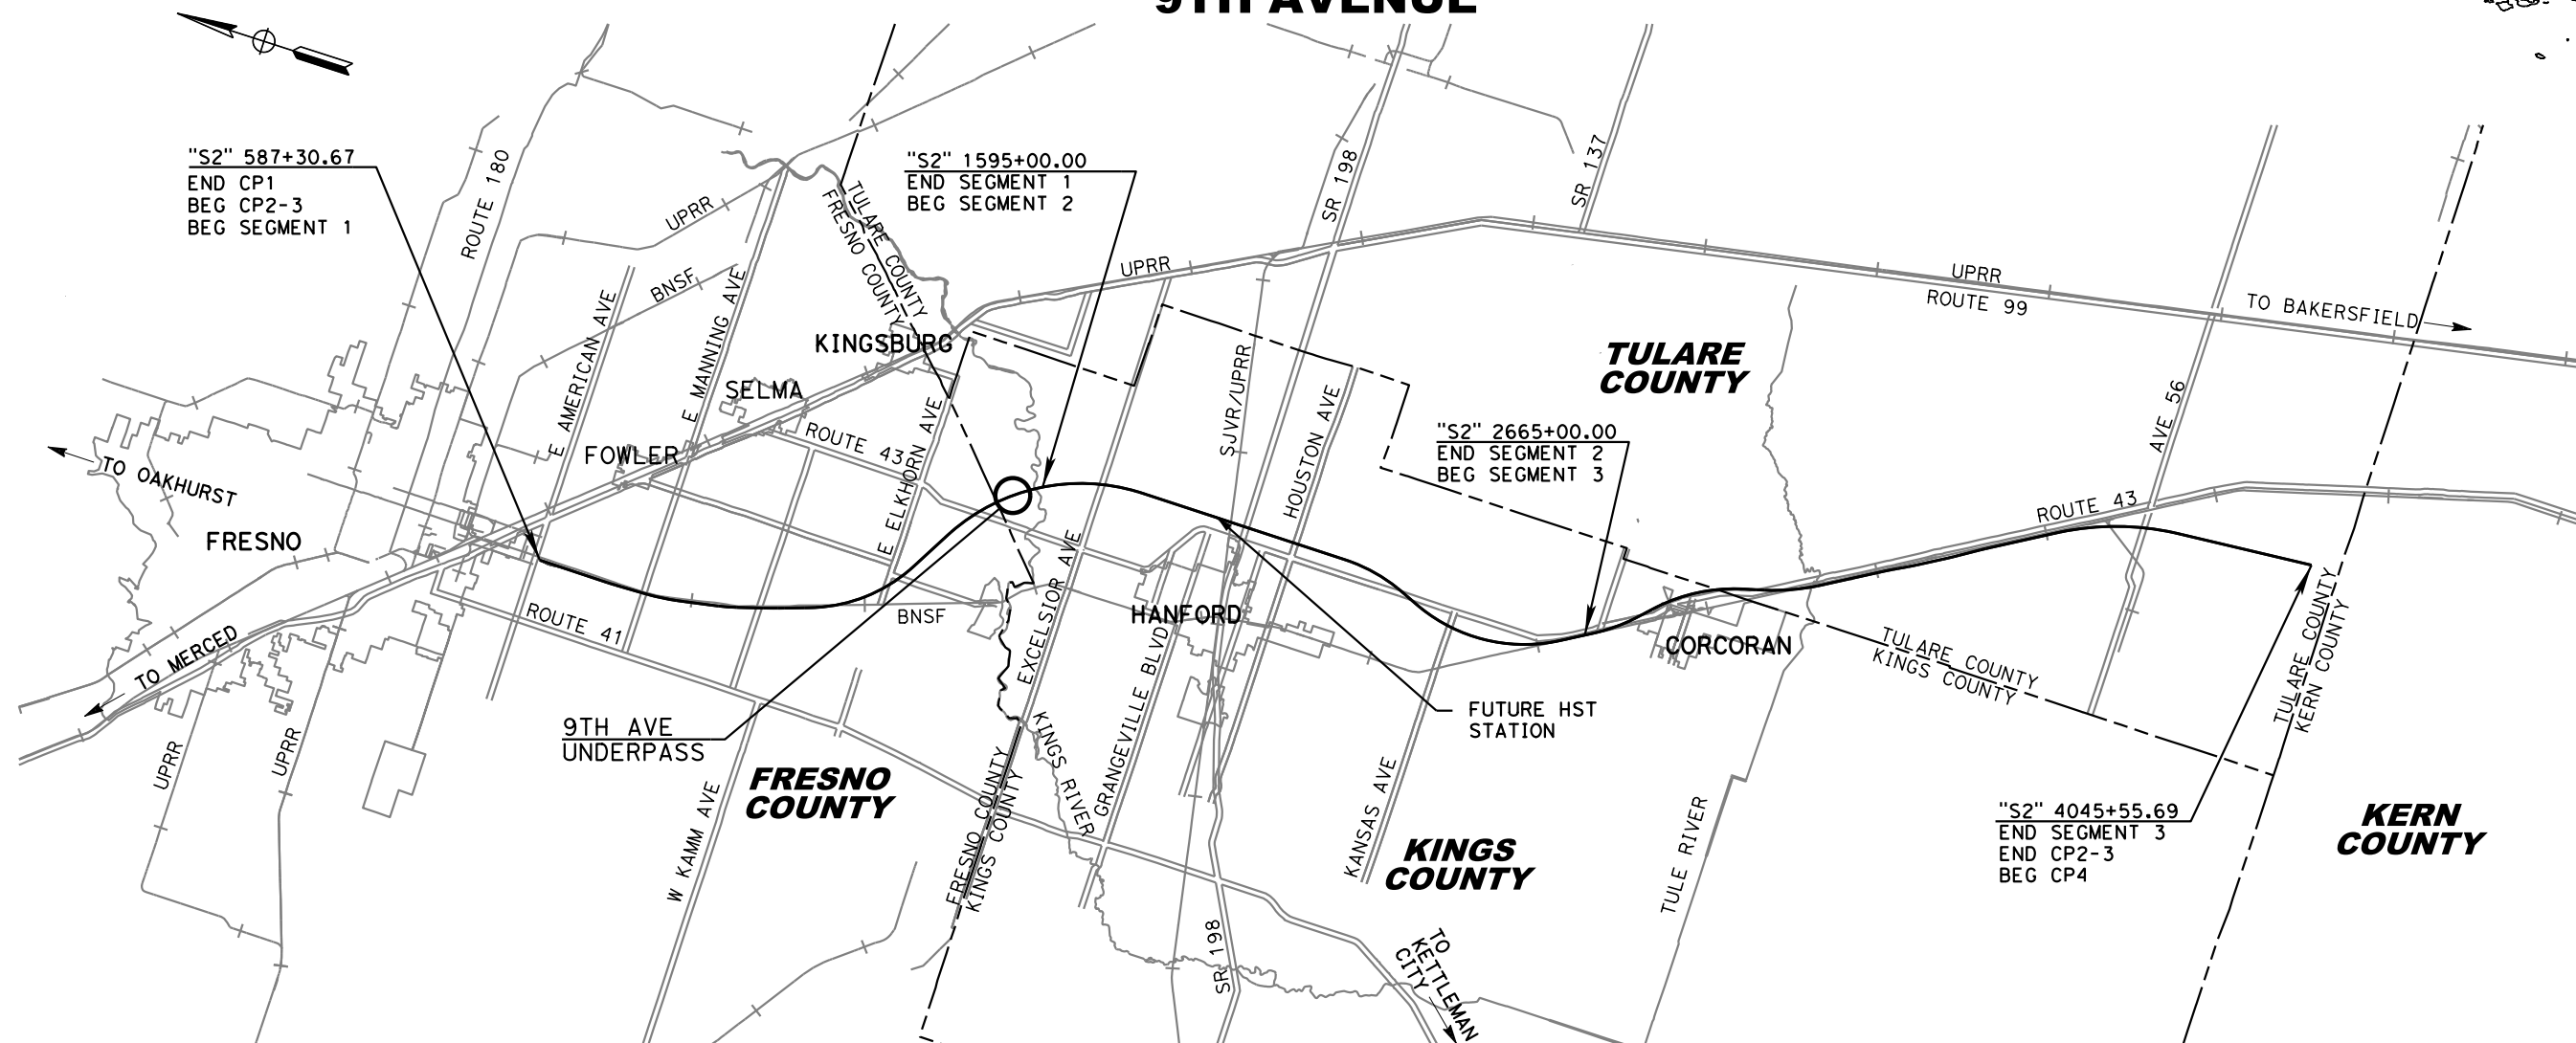 9TH AVENUE
"S2" 587+30.67
END CP1
BEG CP2-3
BEG SEGMENT 1
ROUTE 180
UPRR
BNSF
E AMERICAN AVE
E MANNING AVE
TULARE COUNTY
FRESNO COUNTY
"S2" 1595+00.00
END SEGMENT 1
BEG SEGMENT 2
UPRR
SR 198
SR 137
UPRR
ROUTE 99
TO BAKERSFIELD
KINGSBURG
SELMA
FOWLER
ROUTE 43
E ELKHORN AVE
SJVR/UPRR
HOUSTON AVE
TULARE
COUNTY
"S2" 2665+00.00
END SEGMENT 2
BEG SEGMENT 3
AVE 56
ROUTE 43
TO OAKHURST
FRESNO
TO MERCED
ROUTE 41
BNSF
EXCELSIOR AVE
HANFORD
GRANGEVILLE BLVD
CORCORAN
TULARE COUNTY
KINGS COUNTY
TULARE COUNTY
KERN COUNTY
9TH AVE
UNDERPASS
FUTURE HST
STATION
UPRR
UPRR
FRESNO
COUNTY
W KAMM AVE
FRESNO COUNTY
KINGS COUNTY
KINGS RIVER
KANSAS AVE
KINGS
COUNTY
TULE RIVER
"S2" 4045+55.69
END SEGMENT 3
END CP2-3
BEG CP4
KERN
COUNTY
SR 198
TO
KETTLEMAN
CITY